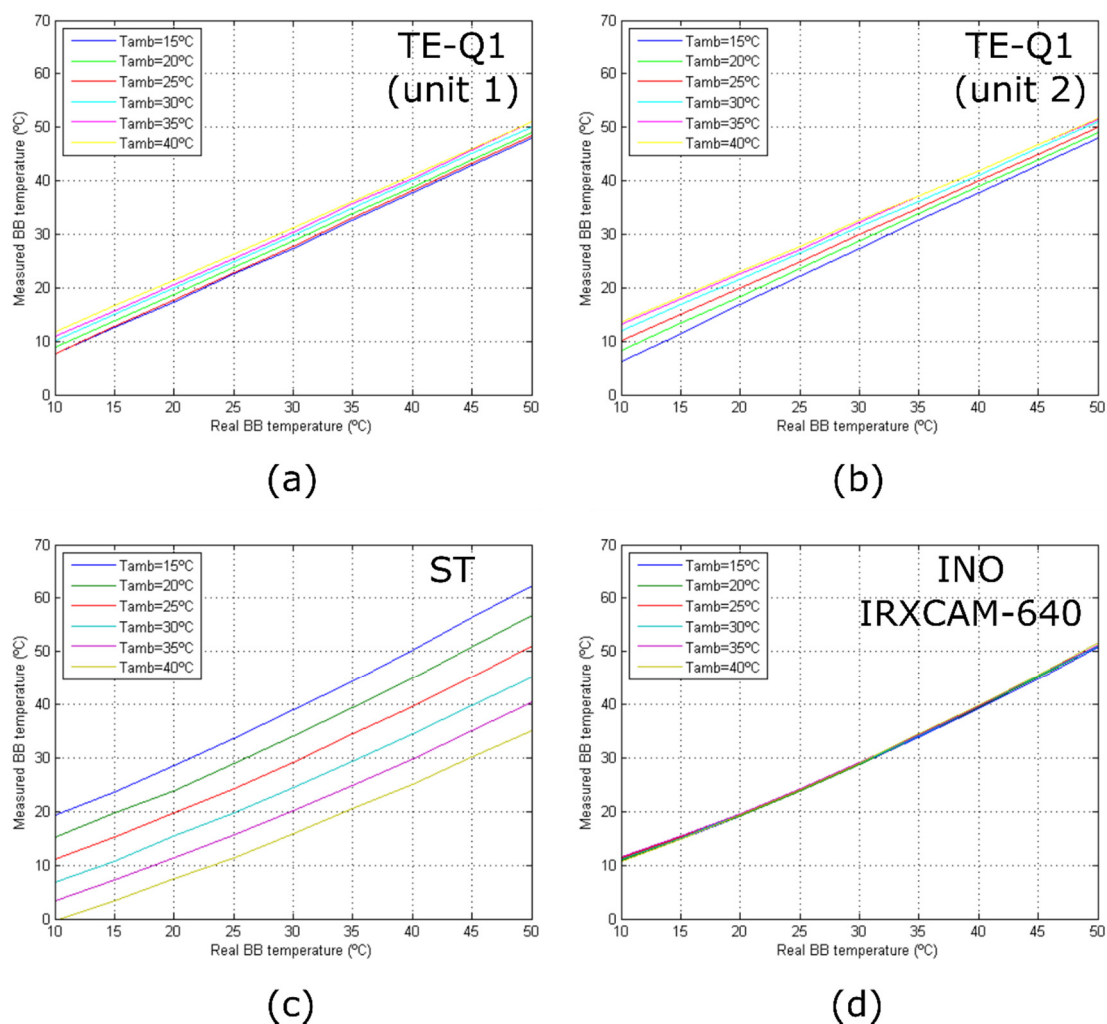 70
60
50
40
30
20
10
0
Measured BB temperature (ºC)
Tamb=15ºC
Tamb=20ºC
Tamb=25ºC
Tamb=30ºC
Tamb=35ºC
Tamb=40ºC
TE-Q1
(unit 1)
10 15 20 25 30 35 40 45 50
Real BB temperature (ºC)
(a)
70
60
50
40
30
20
10
0
Measured BB temperature (ºC)
Tamb=15ºC
Tamb=20ºC
Tamb=25ºC
Tamb=30ºC
Tamb=35ºC
Tamb=40ºC
TE-Q1
(unit 2)
10 15 20 25 30 35 40 45 50
Real BB temperature (ºC)
(b)
70
60
50
40
30
20
10
0
Measured BB temperature (ºC)
Tamb=15ºC
Tamb=20ºC
Tamb=25ºC
Tamb=30ºC
Tamb=35ºC
Tamb=40ºC
ST
10 15 20 25 30 35 40 45 50
Real BB temperature (ºC)
(c)
70
60
50
40
30
20
10
0
Measured BB temperature (ºC)
Tamb=15ºC
Tamb=20ºC
Tamb=25ºC
Tamb=30ºC
Tamb=35ºC
Tamb=40ºC
INO
IRXCAM-640
10 15 20 25 30 35 40 45 50
Real BB temperature (ºC)
(d)